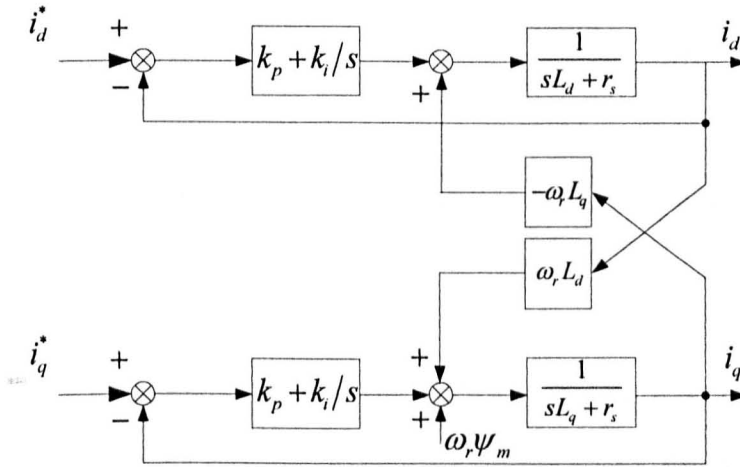 i_d^* + − k_p + k_i/s + 1/(sL_d + r_s) i_d
−ω_r L_q
ω_r L_d
i_q^* + − k_p + k_i/s + + 1/(sL_q + r_s) i_q
ω_r ψ_m